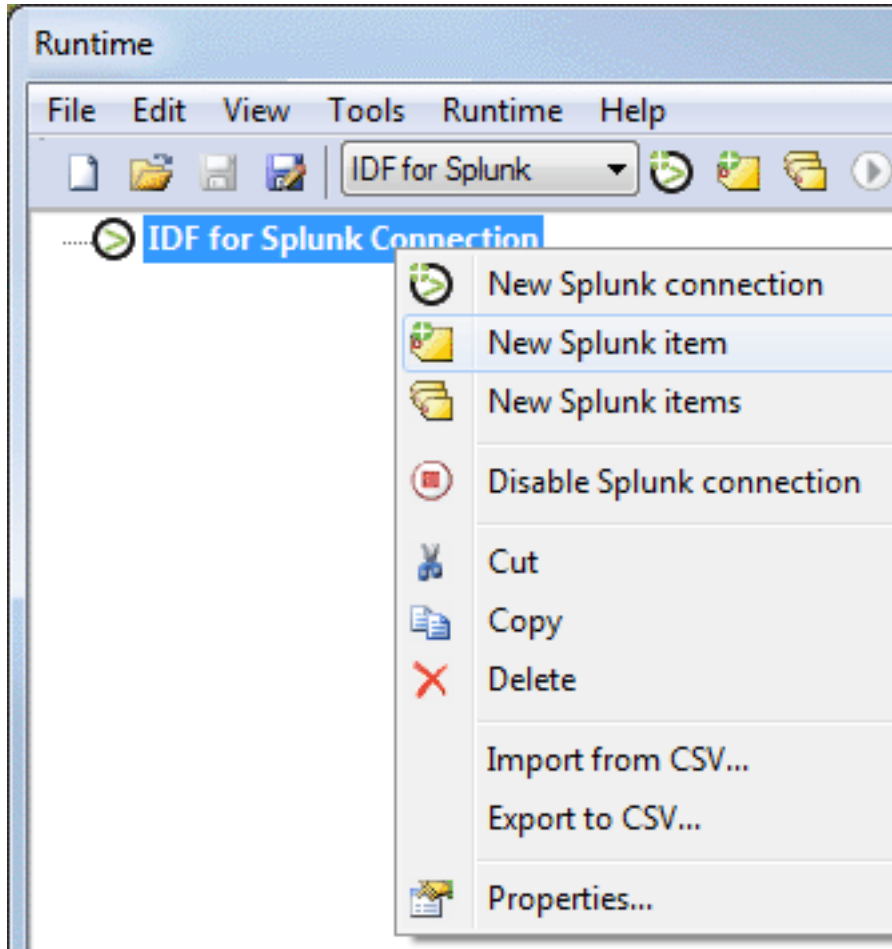 Runtime
File Edit View Tools Runtime Help
IDF for Splunk
IDF for Splunk Connection
New Splunk connection
New Splunk item
New Splunk items
Disable Splunk connection
Cut
Copy
Delete
Import from CSV...
Export to CSV...
Properties...